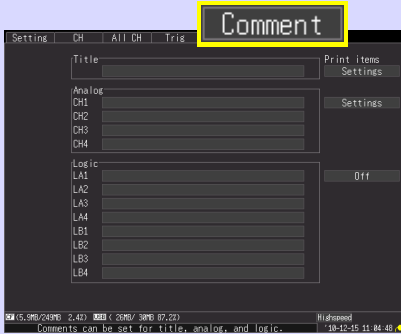 Comment
Setting CH All CH Trig
Title Print items
Settings
Analog
CH1 Settings
CH2
CH3
CH4
Logic
LA1 Off
LA2
LA3
LA4
LB1
LB2
LB3
LB4
CF (5.9MB/249MB 2.4%) USED ( 26MB/ 30MB 87.2%) Highspeed
Comments can be set for title, analog, and logic. '10-12-15 11:04:48